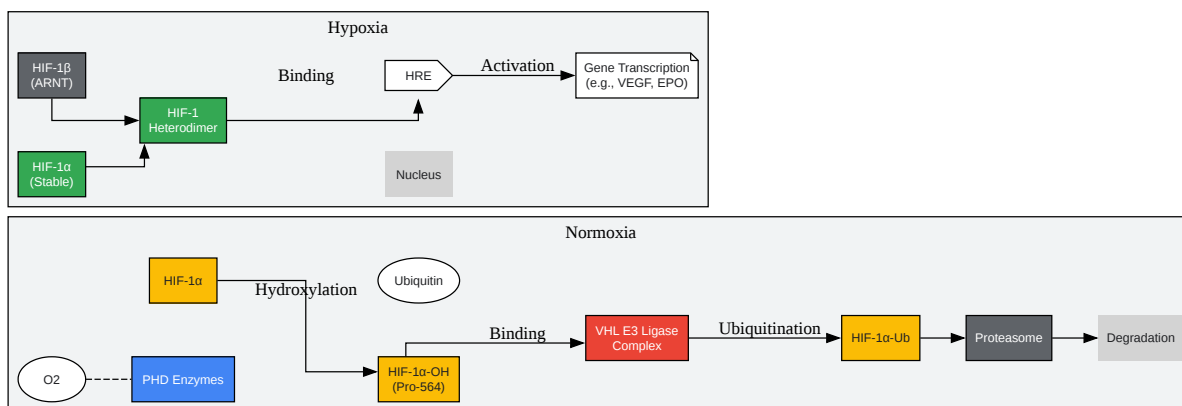 Hypoxia
HIF-1β
(ARNT)
HIF-1
Heterodimer
HIF-1α
(Stable)
Binding
HRE
Activation
Gene Transcription
(e.g., VEGF, EPO)
Nucleus
Normoxia
HIF-1α
Hydroxylation
Ubiquitin
O2
PHD Enzymes
HIF-1α-OH
(Pro-564)
Binding
VHL E3 Ligase
Complex
Ubiquitination
HIF-1α-Ub
Proteasome
Degradation